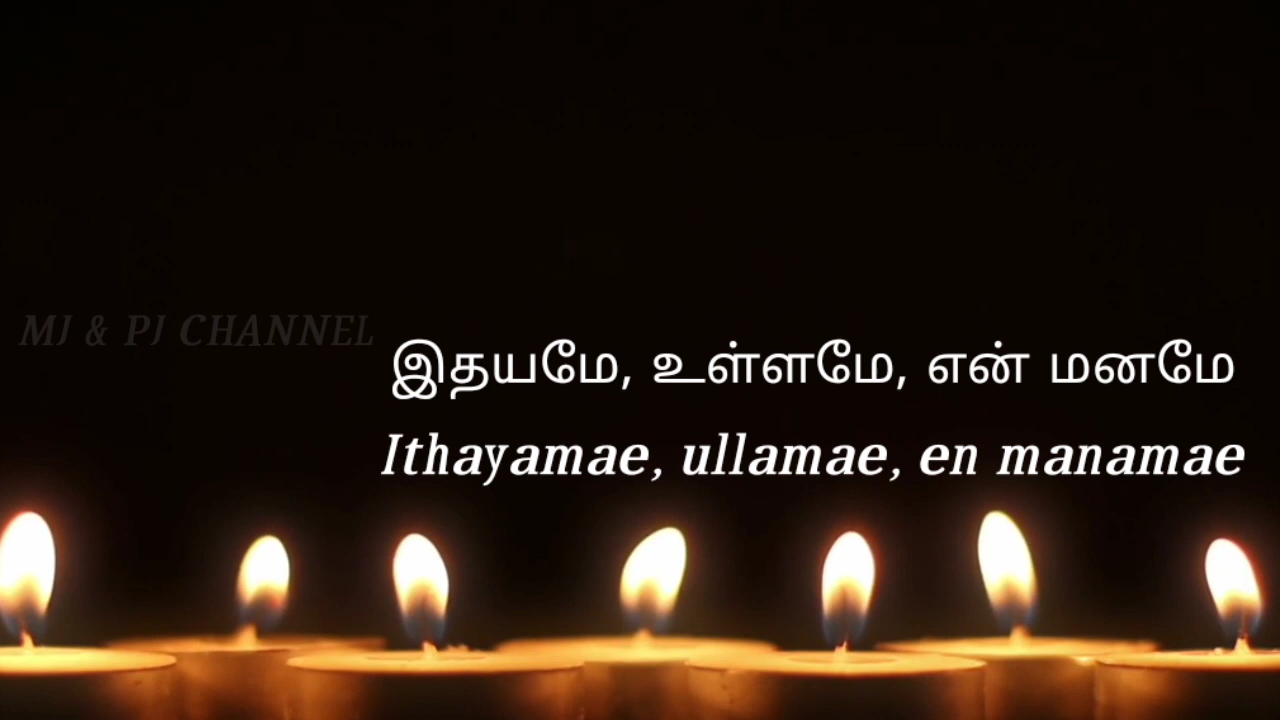 MJ & PJ CHANNEL
இதயமே, உள்ளமே, என் மனமே
Ithayamae, ullamae, en manamae